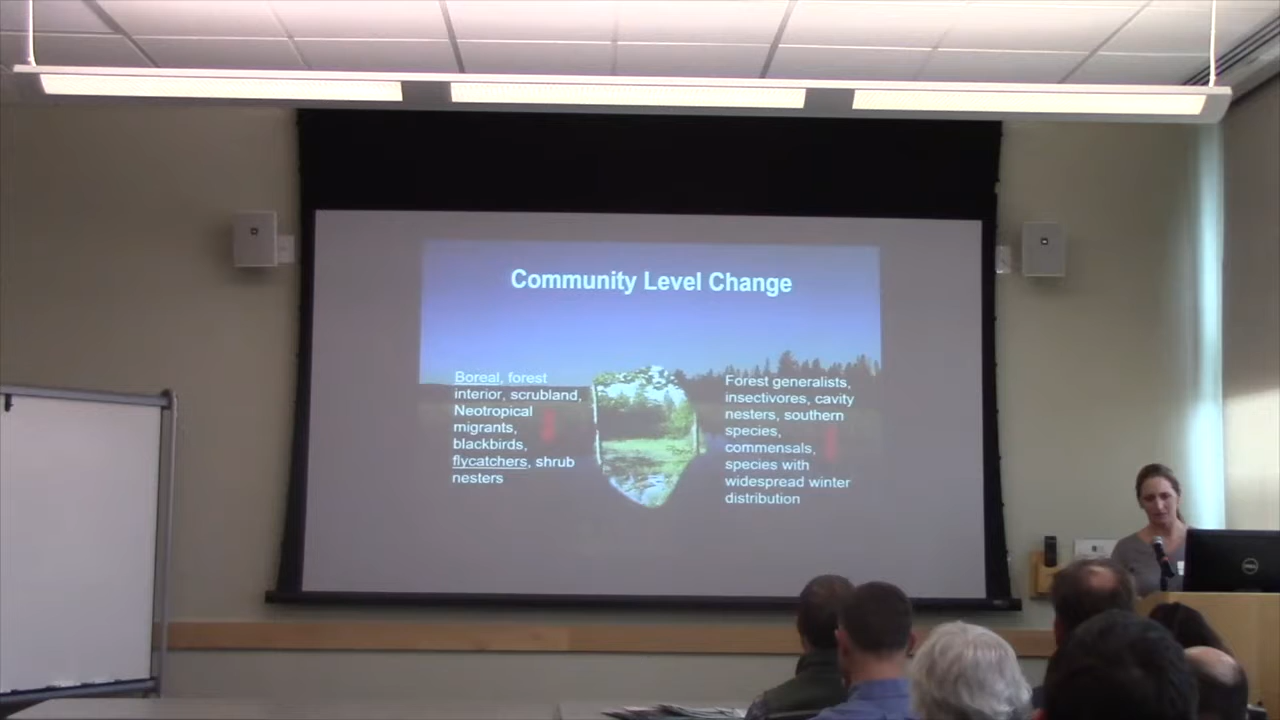 Community Level Change
Boreal, forest
interior, scrubland,
Neotropical
migrants,
blackbirds,
flycatchers, shrub
nesters
Forest generalists,
insectivores, cavity
nesters, southern
species,
commensals,
species with
widespread winter
distribution
DELL